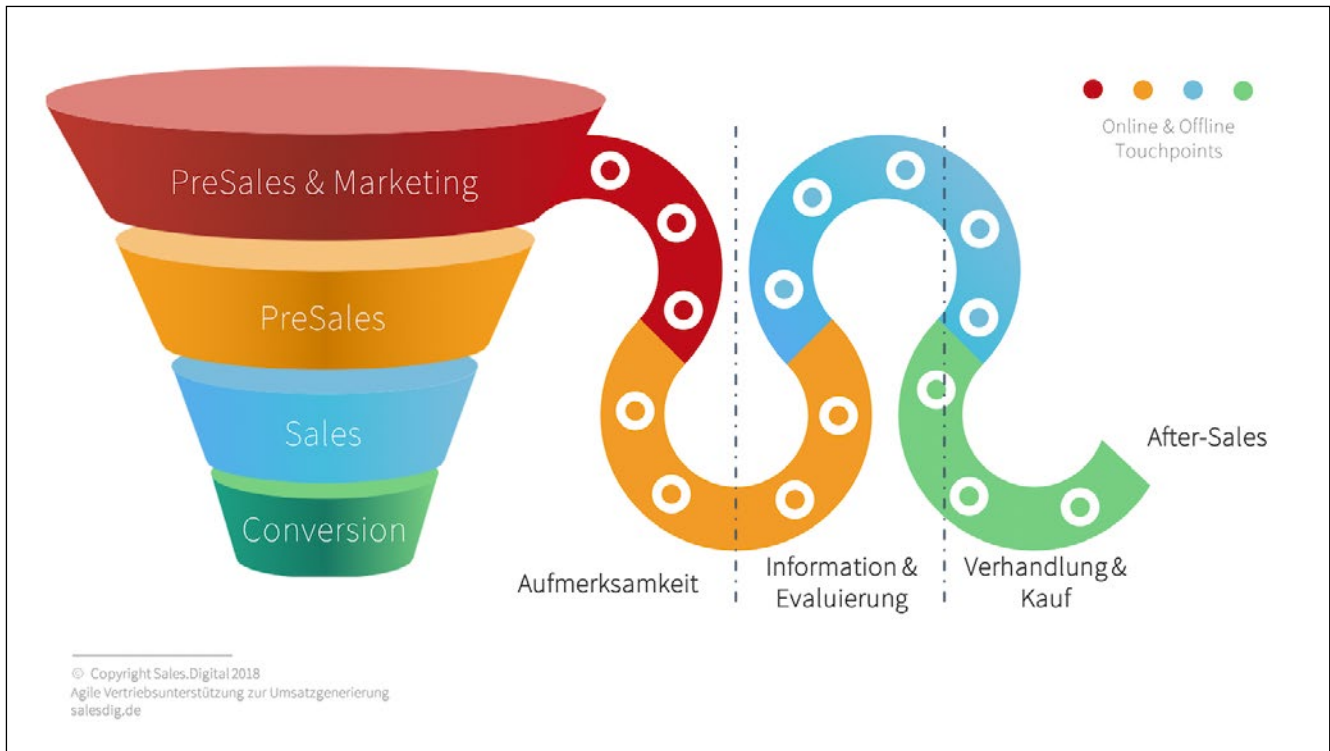 PreSales & Marketing
PreSales
Sales
Conversion
Online & Offline
Touchpoints
After-Sales
Aufmerksamkeit
Information &
Evaluierung
Verhandlung &
Kauf
© Copyright Sales.Digital 2018
Agile Vertriebsunterstützung zur Umsatzgenerierung
salesdig.de